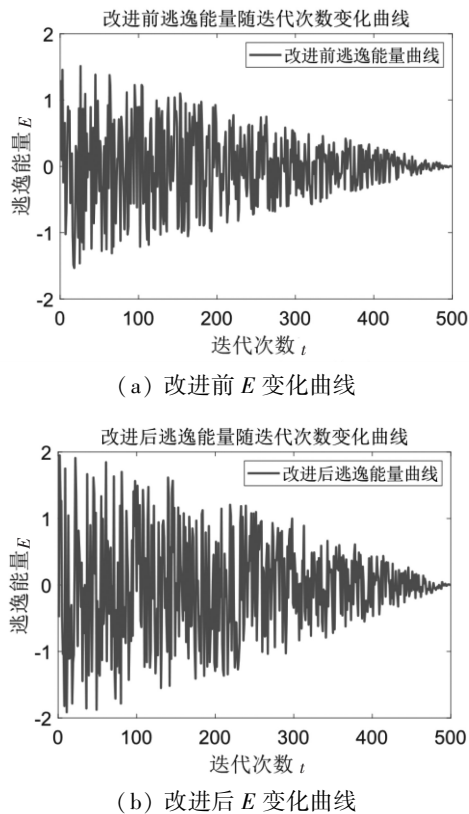 改进前逃逸能量随迭代次数变化曲线
2
改进前逃逸能量曲线
1
0
-1
-2
逃逸能量 E
0 100 200 300 400 500
迭代次数 t
(a) 改进前 E 变化曲线
改进后逃逸能量随迭代次数变化曲线
2
改进后逃逸能量曲线
1
0
-1
-2
逃逸能量 E
0 100 200 300 400 500
迭代次数 t
(b) 改进后 E 变化曲线